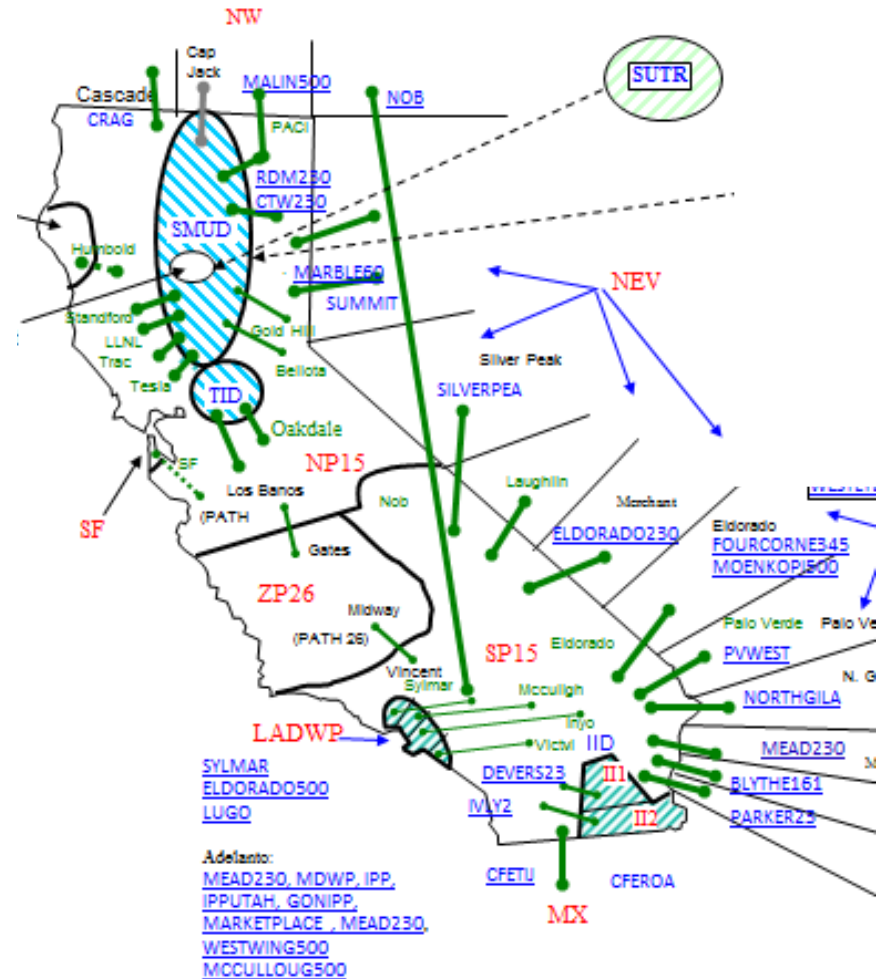 NW
Cap
Jack
SUTR
MALIN500
NOB
Cascade
CRAG
PACI
RDM230
CTW230
SMUD
Humbold
MARBLE60
NEV
SUMMIT
Standford
Gold Hill
LLNL
Trac
Bellota
Silver Peak
Tesla
SILVERPEA
TID
Oakdale
NP15
SF
Los Banos
Nob
Laughlin
Merchant
(PATH
SF
ELDORADO230
Eldorado
FOURCORNE345
MOENKOPI500
Gates
ZP26
Midway
(PATH 26)
Palo Verde
Palo Ve
Eldorado
SP15
PVWEST
Vincent
Sylmar
Mccullgh
N. G
NORTHGILA
Inyo
LADWP
Victvl
IID
MEAD230
M
SYLMAR
DEVERS23
II1
BLYTHE161
ELDORADO500
LUGO
IVLY2
II2
PARKER23
Adelanto:
MEAD230, MDWP, IPP,
IPPUTAH, GONIPP,
MARKETPLACE , MEAD230,
WESTWING500
MCCULLOUG500
CFETIJ
CFEROA
MX